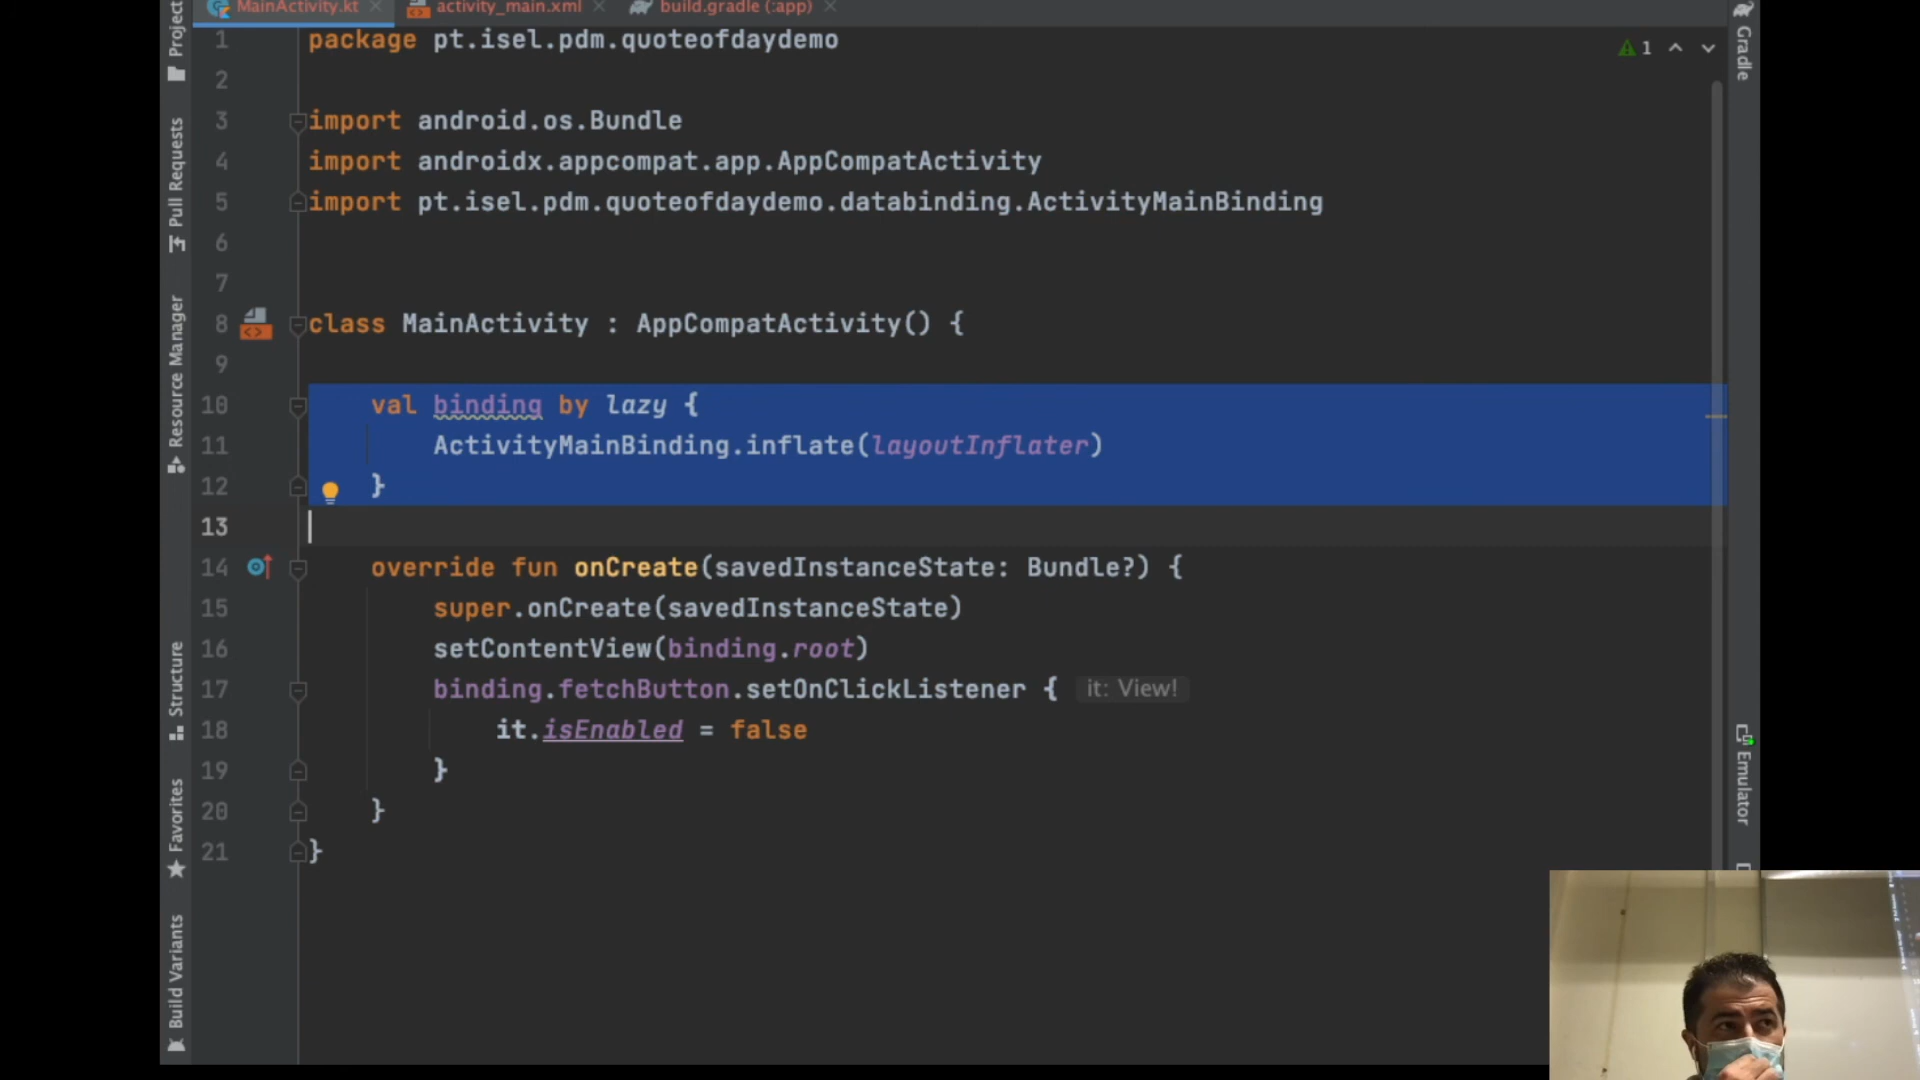 MainActivity.kt
activity_main.xml
build.gradle (:app)
1 package pt.isel.pdm.quoteofdaydemo
2
3 import android.os.Bundle
4 import androidx.appcompat.app.AppCompatActivity
5 import pt.isel.pdm.quoteofdaydemo.databinding.ActivityMainBinding
6
7
8 class MainActivity : AppCompatActivity() {
9
10 val binding by lazy {
11 ActivityMainBinding.inflate(layoutInflater)
12 }
13
14 override fun onCreate(savedInstanceState: Bundle?) {
15 super.onCreate(savedInstanceState)
16 setContentView(binding.root)
17 binding.fetchButton.setOnClickListener { it: View!
18 it.isEnabled = false
19 }
20 }
21 }
1
Project
Pull Requests
Resource Manager
Structure
Favorites
Build Variants
Gradle
Emulator